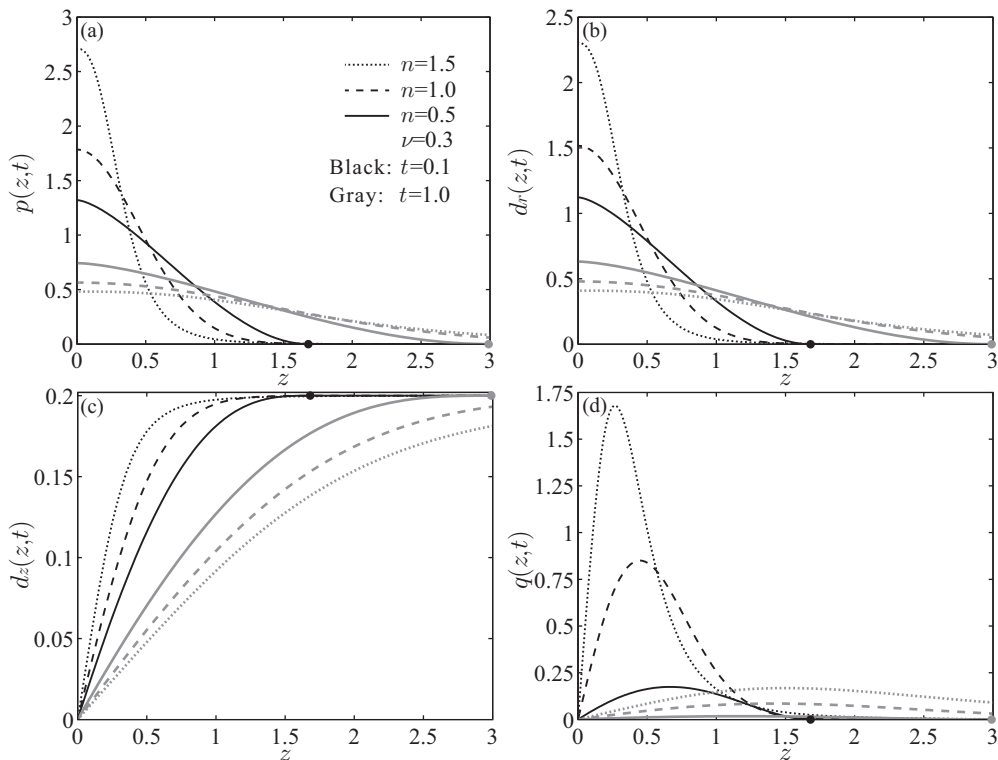 (a)
3
2.5
2
1.5
1
0.5
0
p(z,t)
n=1.5
n=1.0
n=0.5
ν=0.3
Black: t=0.1
Gray: t=1.0
0 0.5 1 1.5 2 2.5 3
z
(b)
2.5
2
1.5
1
0.5
0
dr(z,t)
0 0.5 1 1.5 2 2.5 3
z
(c)
0.2
0.15
0.1
0.05
0
dz(z,t)
0 0.5 1 1.5 2 2.5 3
z
(d)
1.75
1.5
1.25
1
0.75
0.5
0.25
0
q(z,t)
0 0.5 1 1.5 2 2.5 3
z